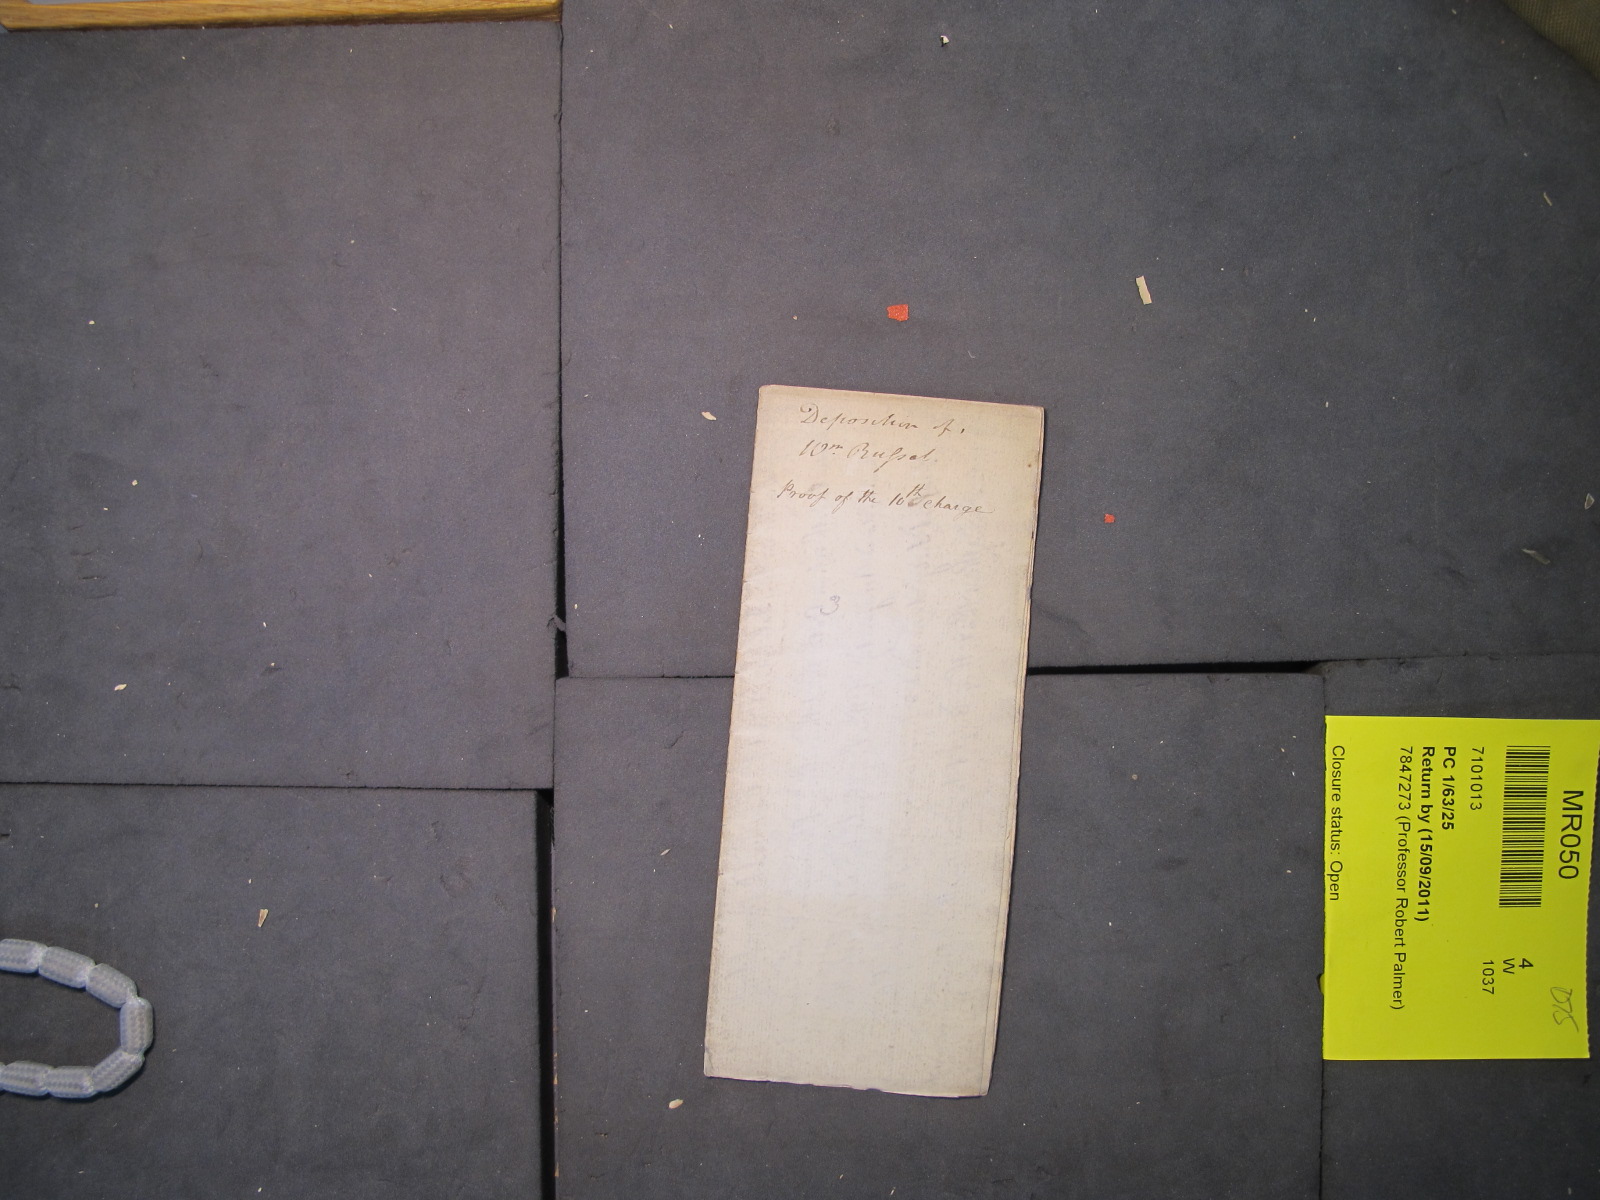 Deposition of,
Wm Russel.
Proof of the 10th charge
3
MR050
7101013
PC 1/63/25
Return by (15/09/2011)
7847273 (Professor Robert Palmer)
Closure status: Open
4
W
1037